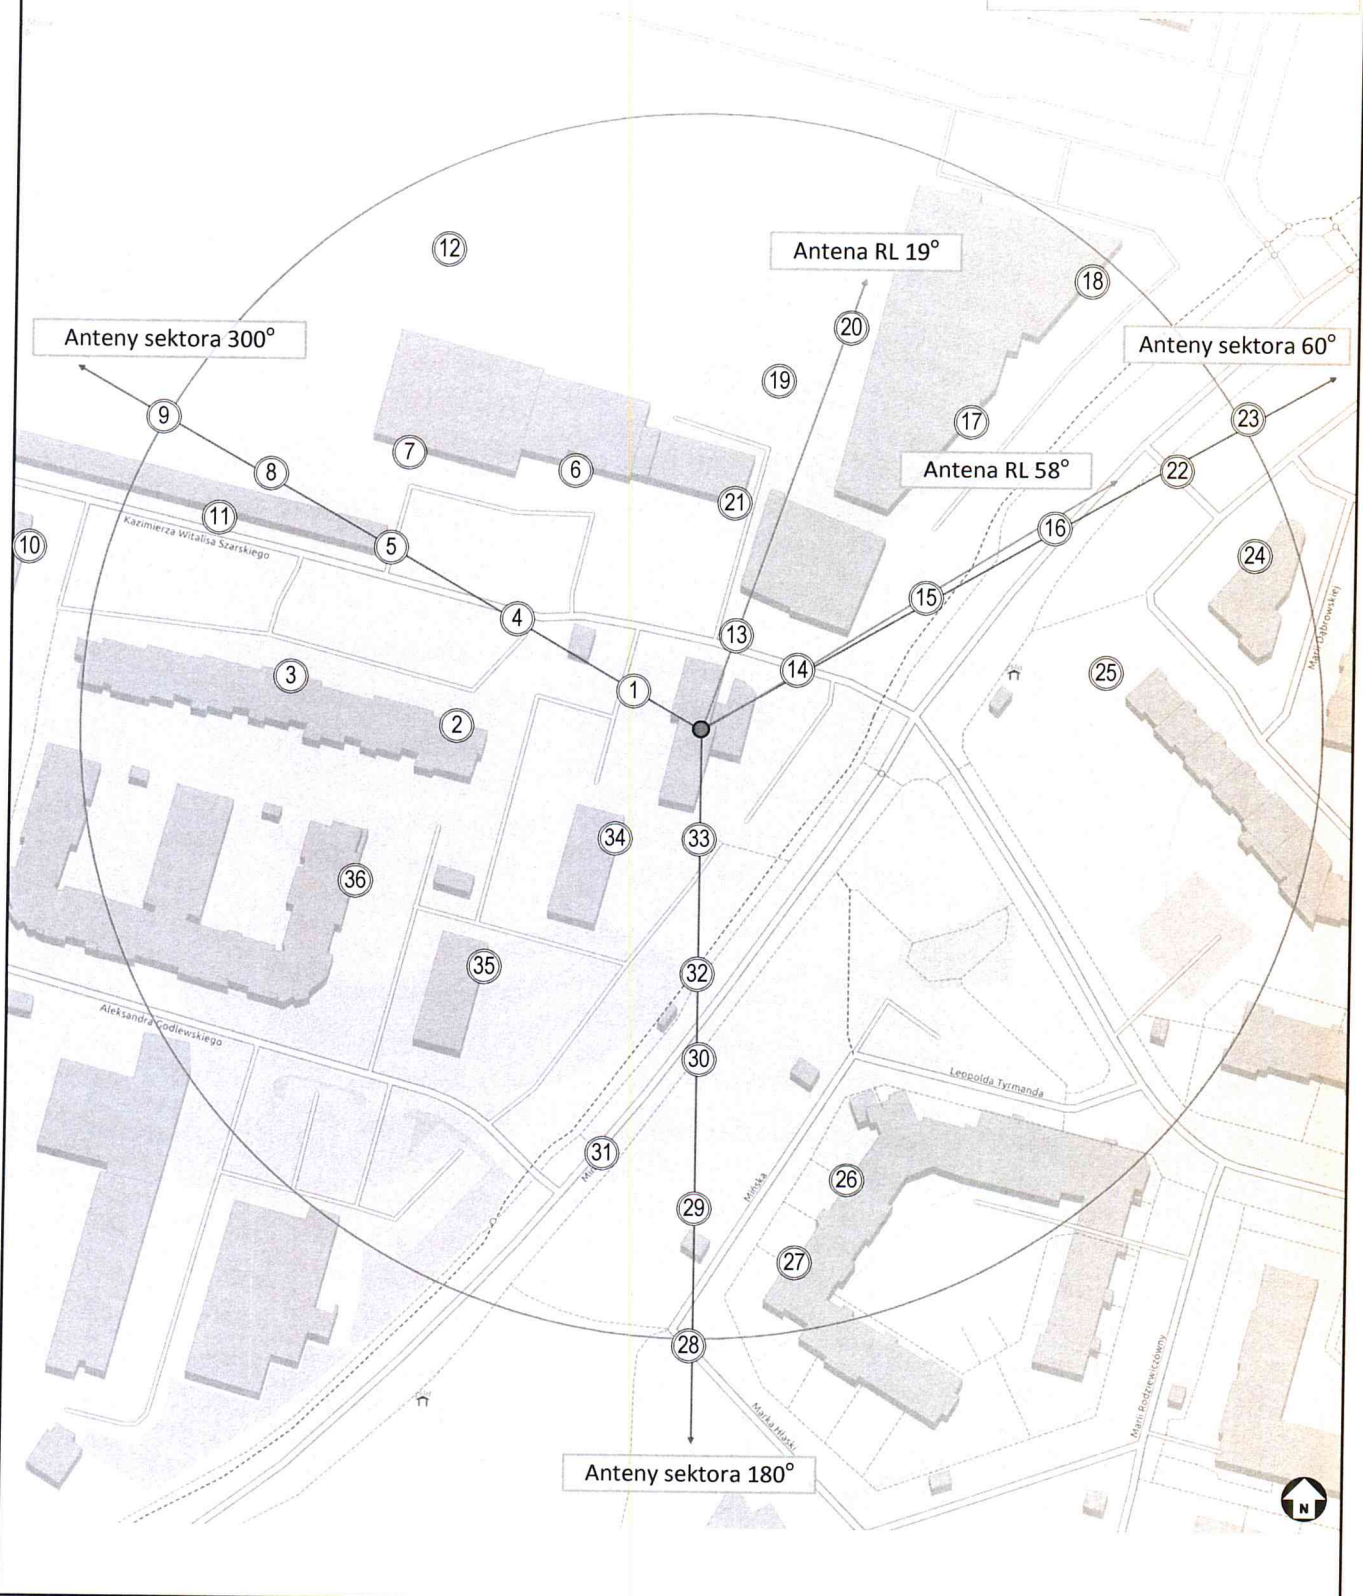 12
Antena RL 19°
18
20
Anteny sektora 300°
Anteny sektora 60°
19
9
17
23
7
6
Antena RL 58°
8
22
21
11
Kazimierza Witalisa Szarskiego
16
10
5
24
15
4
Marii Dąbrowskiej
13
14
3
25
1
2
34
33
36
35
32
Aleksandra Godlewskiego
30
Leopolda Tyrmanda
31
26
Mińska
29
27
28
Marii Rodziewiczówny
Marka Hłaski
Anteny sektora 180°
N